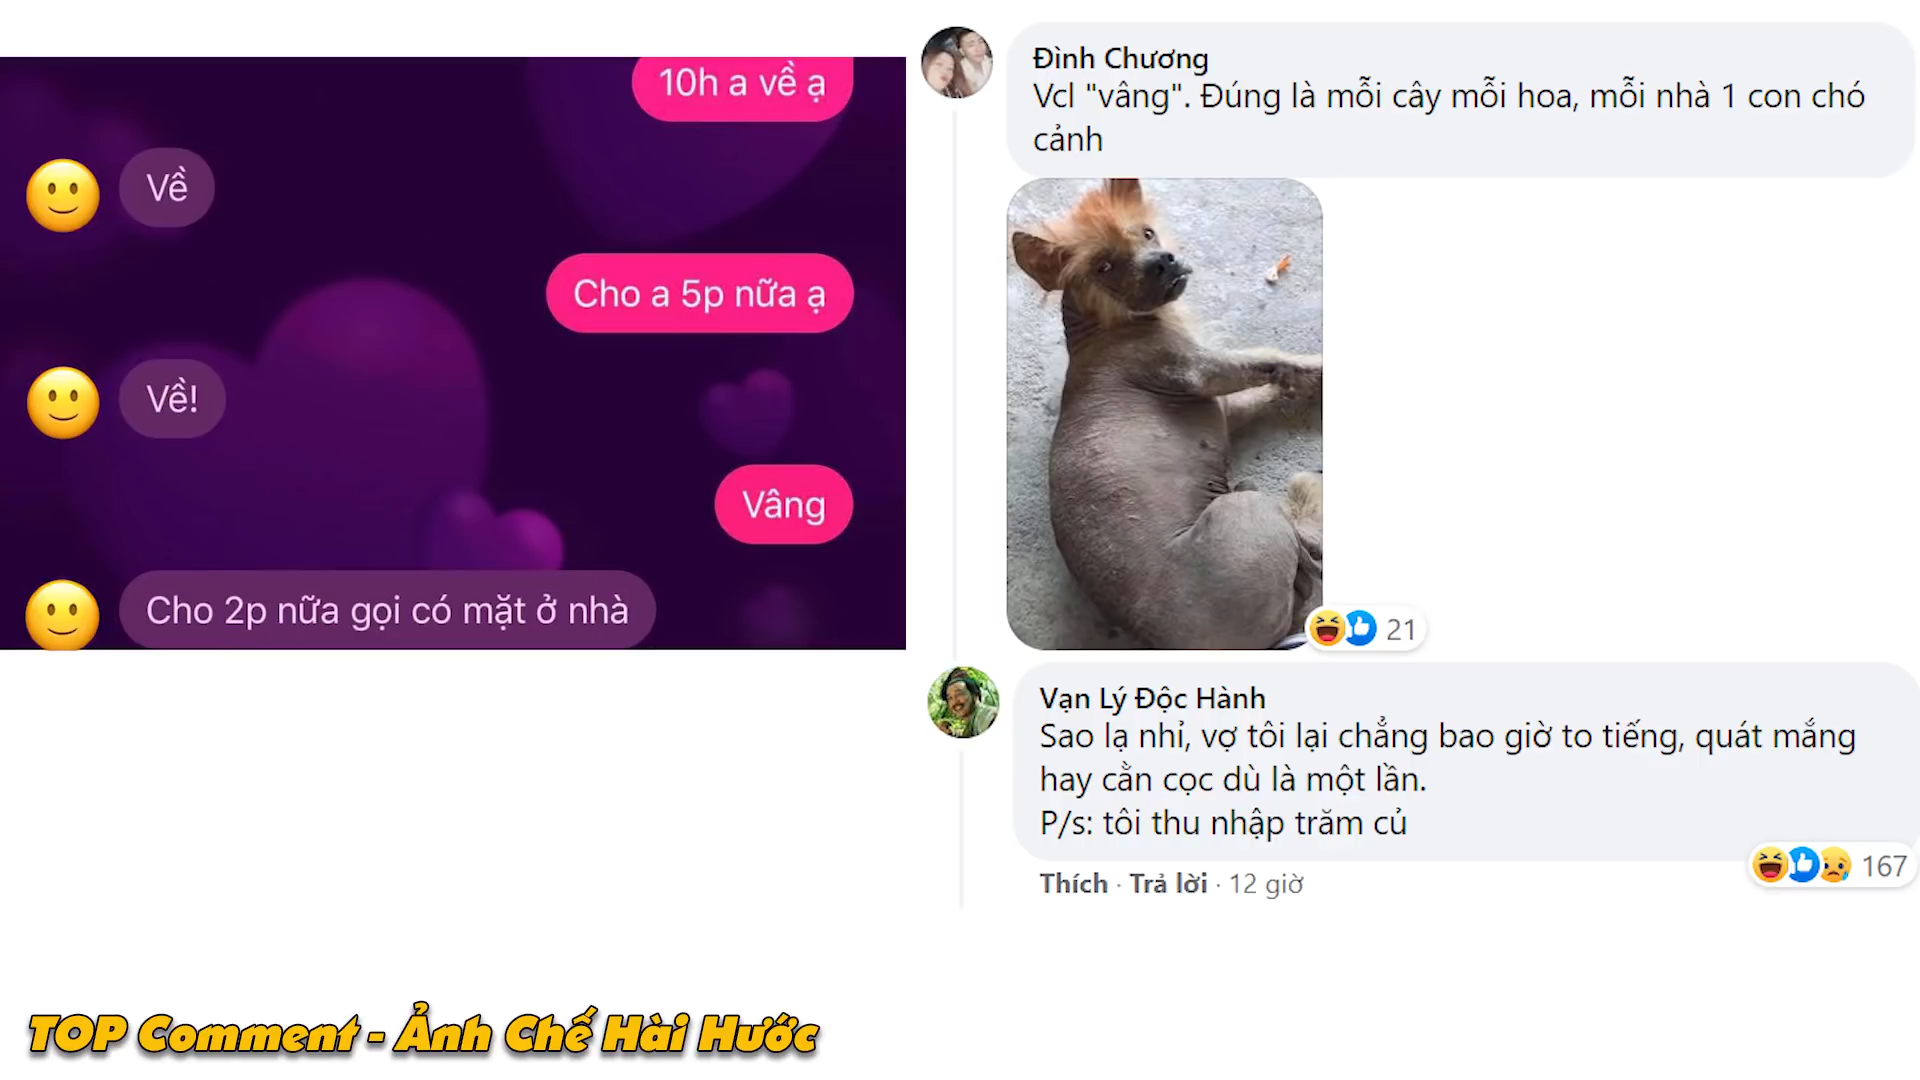 10h a về ạ
Về
Cho a 5p nữa ạ
Về!
Vâng
Cho 2p nữa gọi có mặt ở nhà
Đình Chương
Vcl "vâng". Đúng là mỗi cây mỗi hoa, mỗi nhà 1 con chó
cảnh
21
Vạn Lý Độc Hành
Sao lạ nhỉ, vợ tôi lại chẳng bao giờ to tiếng, quát mắng
hay cằn cọc dù là một lần.
P/s: tôi thu nhập trăm củ
167
Thích · Trả lời · 12 giờ
TOP Comment - Ảnh Chế Hài Hước